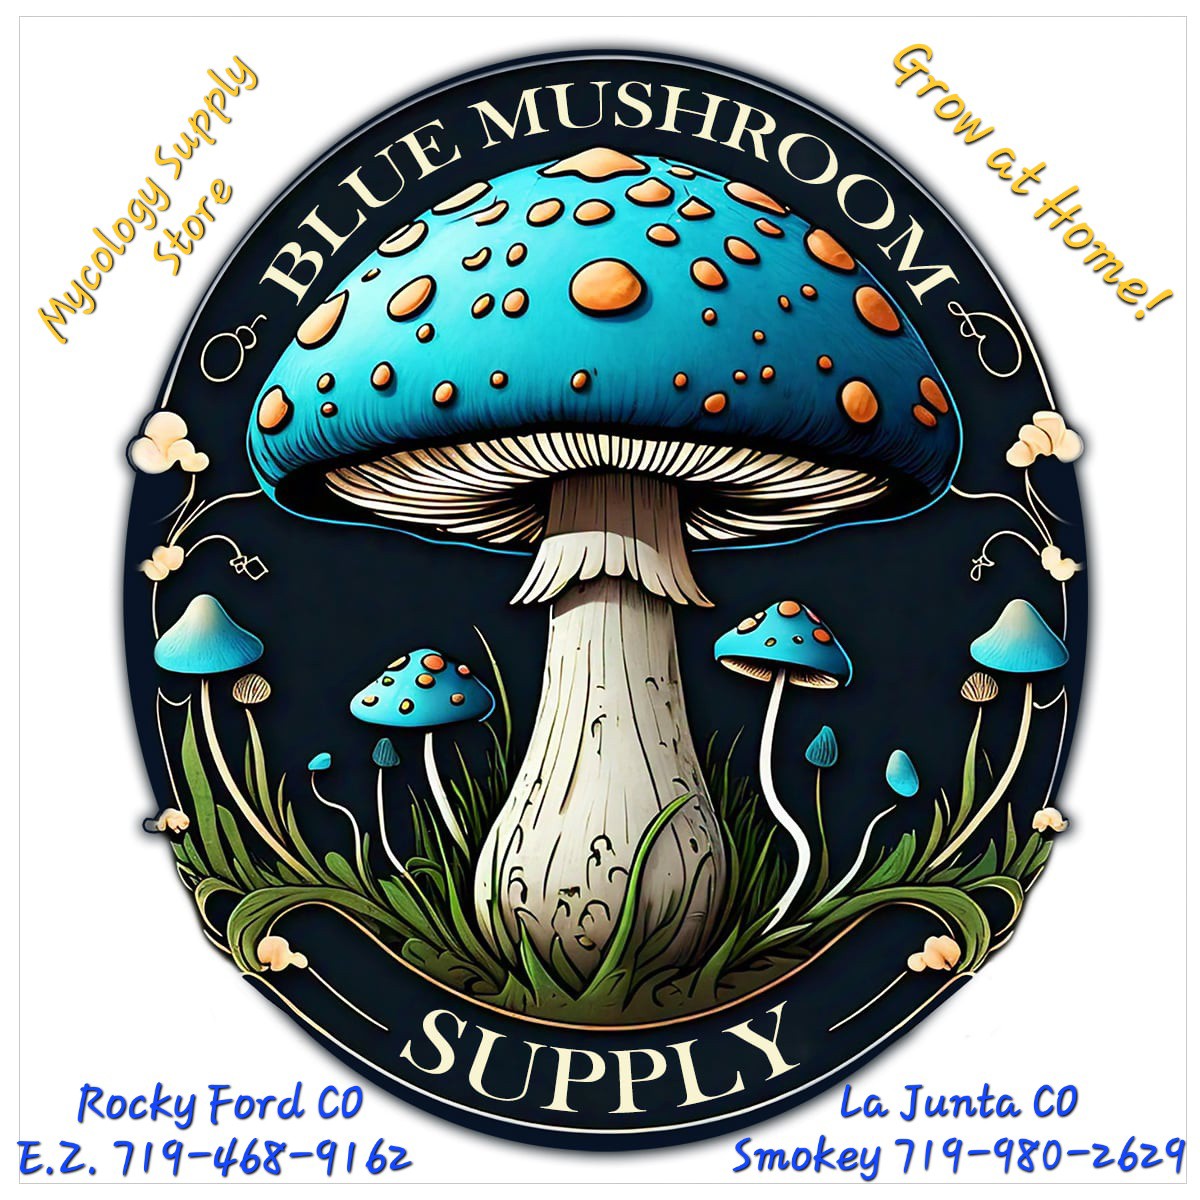 Mycology Supply
Store
Grow at Home!
BLUE MUSHROOM
SUPPLY
Rocky Ford CO
E.Z. 719-468-9162
La Junta CO
Smokey 719-980-2629